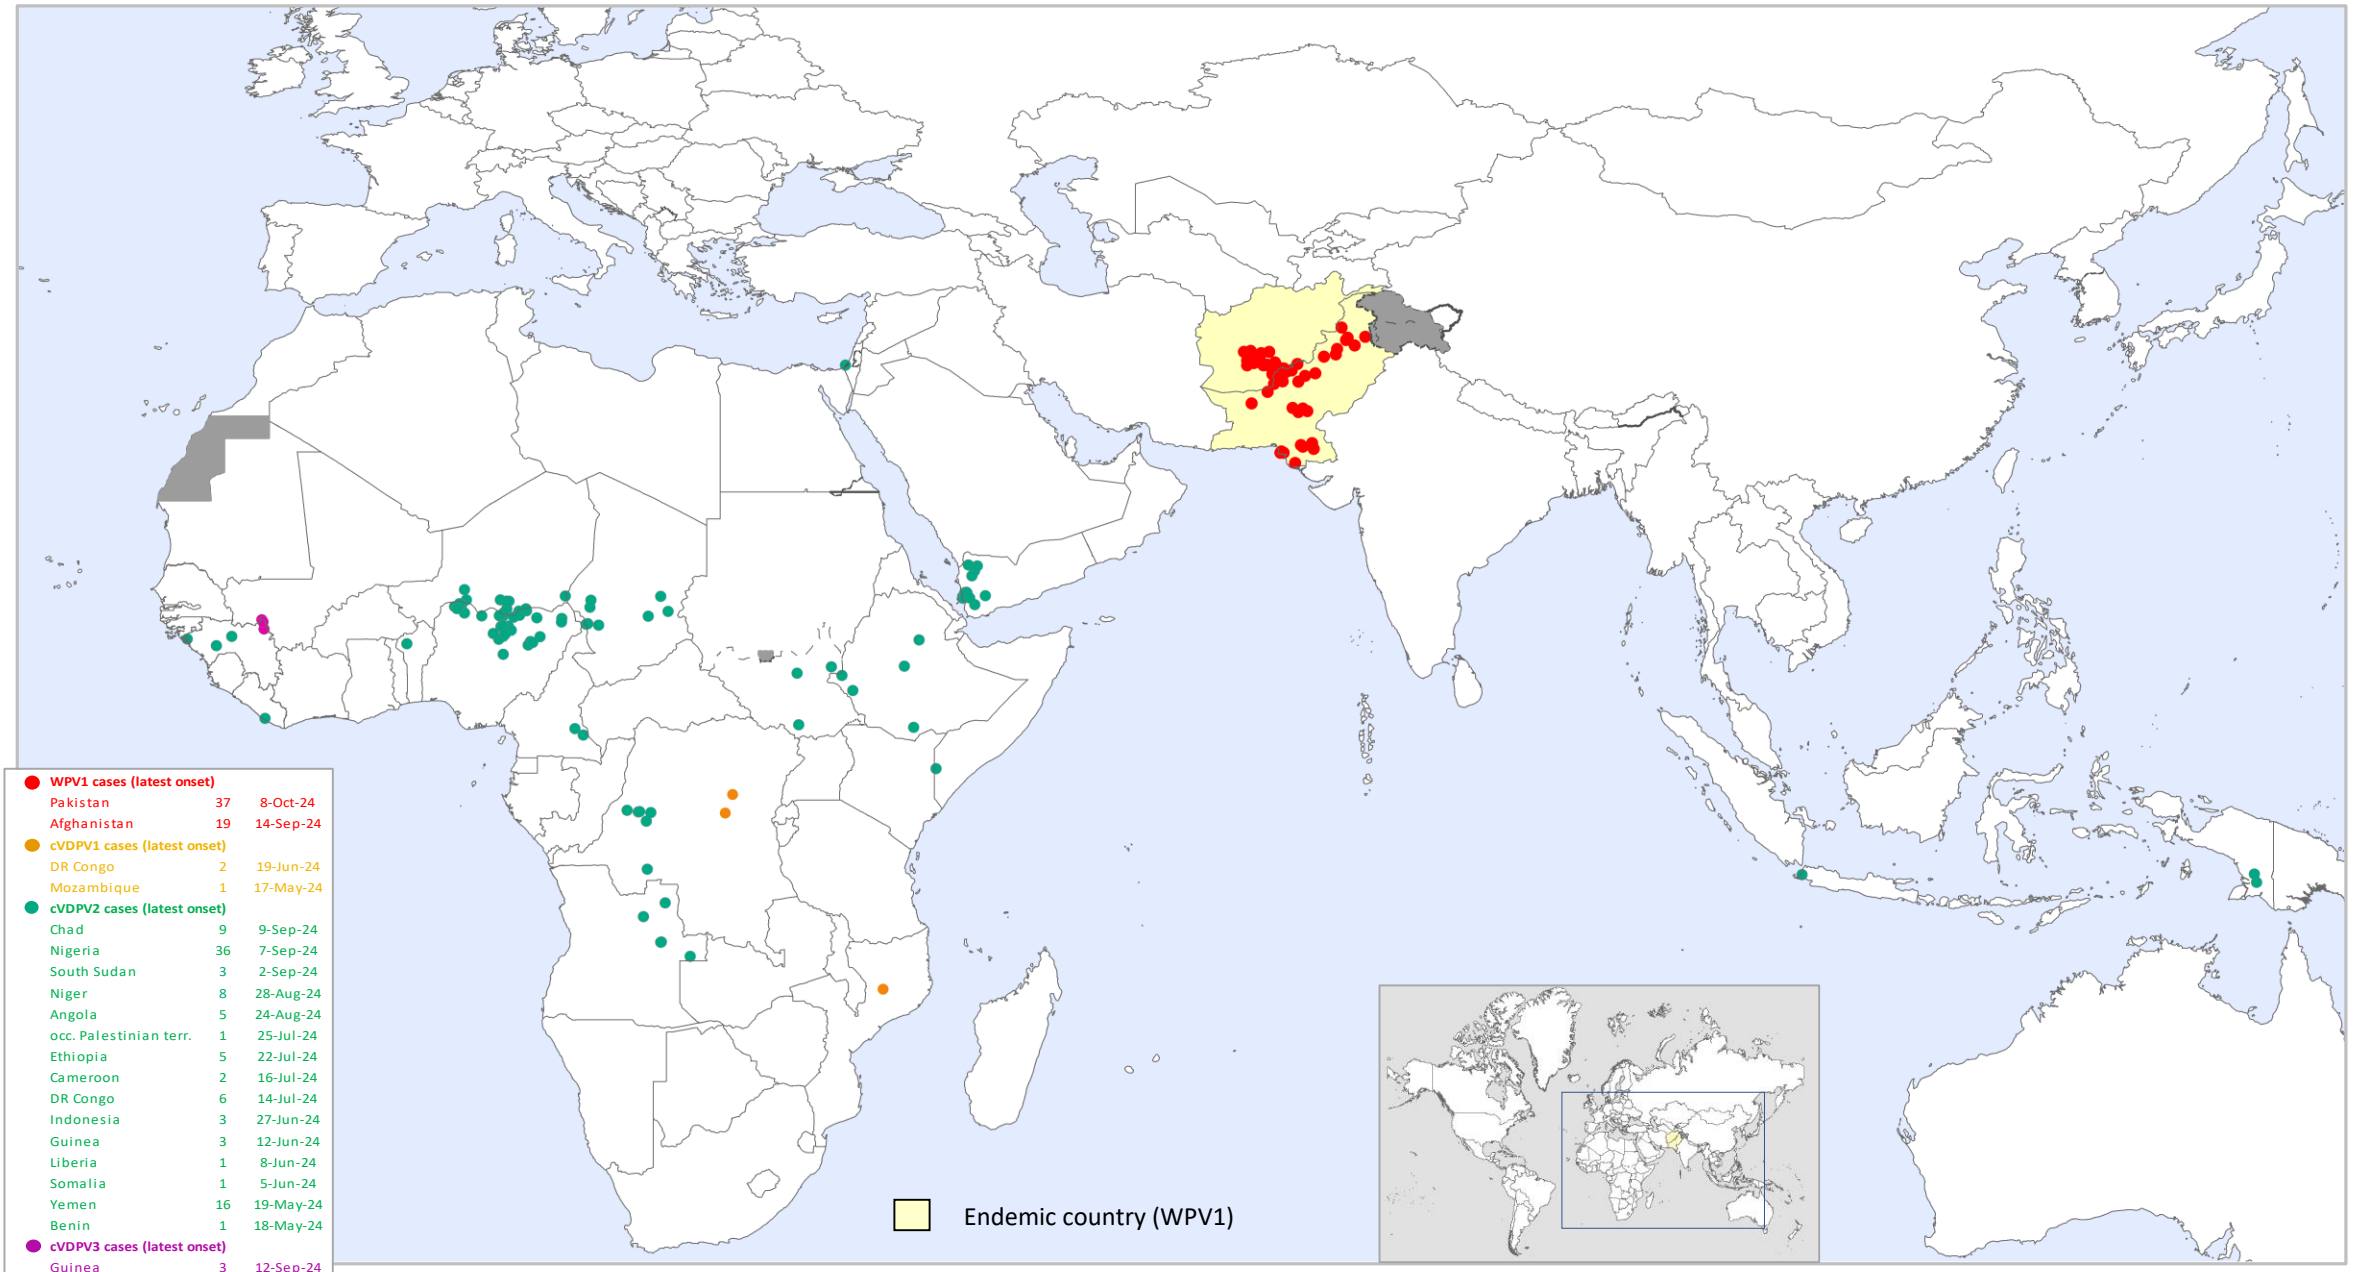 WPV1 cases (latest onset)
Pakistan 37 8-Oct-24
Afghanistan 19 14-Sep-24
cVDPV1 cases (latest onset)
DR Congo 2 19-Jun-24
Mozambique 1 17-May-24
cVDPV2 cases (latest onset)
Chad 9 9-Sep-24
Nigeria 36 7-Sep-24
South Sudan 3 2-Sep-24
Niger 8 28-Aug-24
Angola 5 24-Aug-24
occ. Palestinian terr. 1 25-Jul-24
Ethiopia 5 22-Jul-24
Cameroon 2 16-Jul-24
DR Congo 6 14-Jul-24
Indonesia 3 27-Jun-24
Guinea 3 12-Jun-24
Liberia 1 8-Jun-24
Somalia 1 5-Jun-24
Yemen 16 19-May-24
Benin 1 18-May-24
cVDPV3 cases (latest onset)
Guinea 3 12-Sep-24
Endemic country (WPV1)